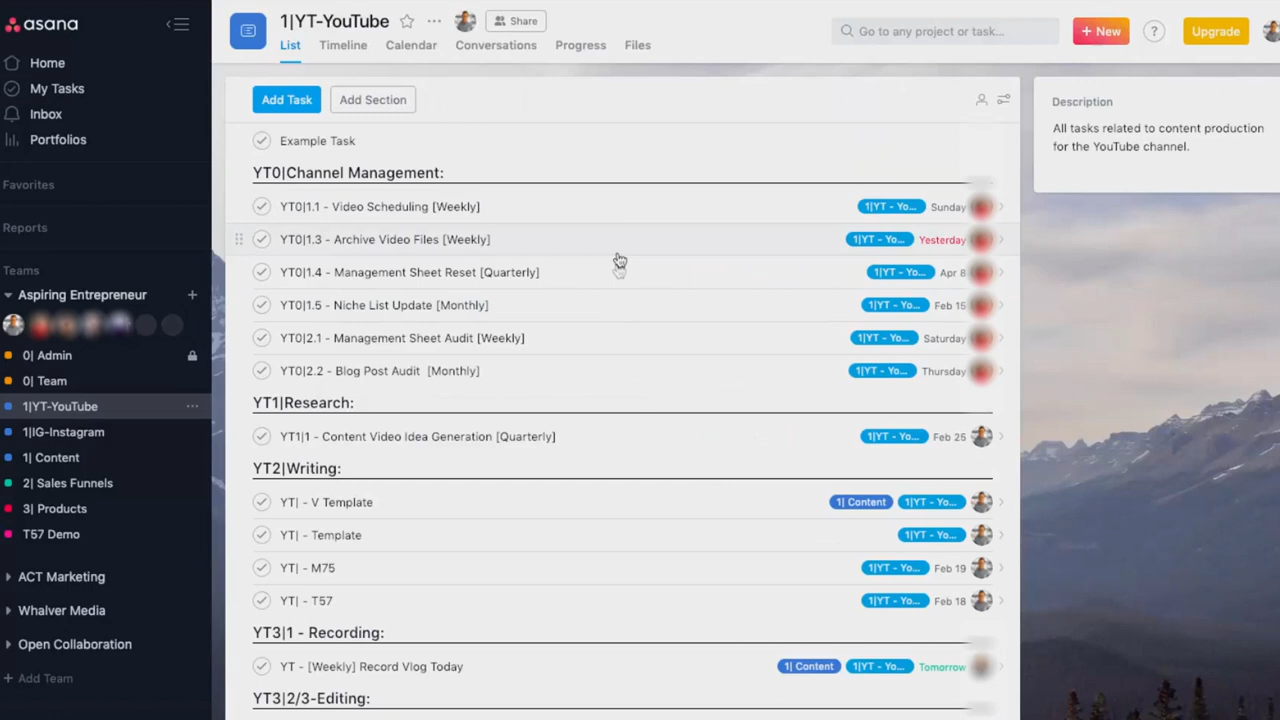 asana
Home
My Tasks
Inbox
Portfolios
Favorites
Reports
Teams
Aspiring Entrepreneur +
0| Admin
0| Team
1|YT-YouTube ...
1|IG-Instagram
1| Content
2| Sales Funnels
3| Products
T57 Demo
ACT Marketing
Whalver Media
Open Collaboration
+ Add Team
1|YT-YouTube ... Share
Go to any project or task...
+ New ? Upgrade
List Timeline Calendar Conversations Progress Files
Add Task Add Section
Example Task
YT0|Channel Management:
YT0|1.1 - Video Scheduling [Weekly] 1|YT - Yo... Sunday
YT0|1.3 - Archive Video Files [Weekly] 1|YT - Yo... Yesterday
YT0|1.4 - Management Sheet Reset [Quarterly] 1|YT - Yo... Apr 8
YT0|1.5 - Niche List Update [Monthly] 1|YT - Yo... Feb 15
YT0|2.1 - Management Sheet Audit [Weekly] 1|YT - Yo... Saturday
YT0|2.2 - Blog Post Audit [Monthly] 1|YT - Yo... Thursday
YT1|Research:
YT1|1 - Content Video Idea Generation [Quarterly] 1|YT - Yo... Feb 25
YT2|Writing:
YT| - V Template 1| Content 1|YT - Yo...
YT| - Template 1|YT - Yo...
YT| - M75 1|YT - Yo... Feb 19
YT| - T57 1|YT - Yo... Feb 18
YT3|1 - Recording:
YT - [Weekly] Record Vlog Today 1| Content 1|YT - Yo... Tomorrow
YT3|2/3-Editing:
Description
All tasks related to content production
for the YouTube channel.